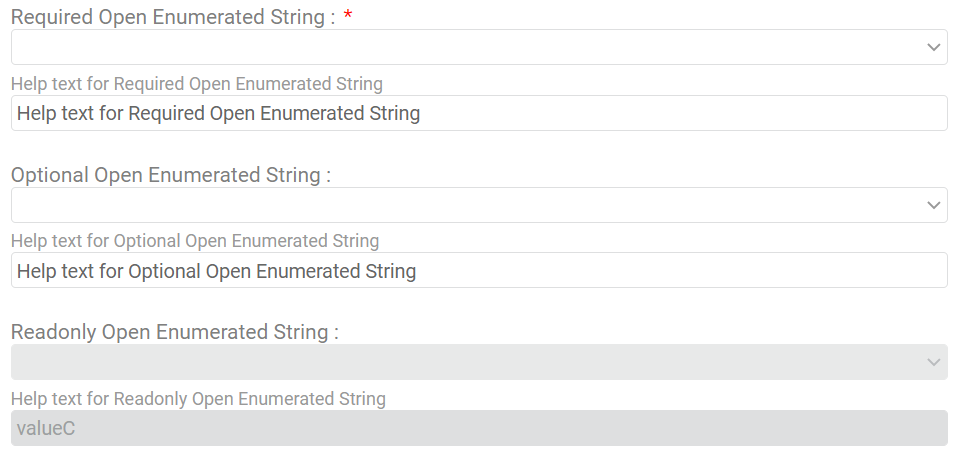 Required Open Enumerated String : *
Help text for Required Open Enumerated String
Help text for Required Open Enumerated String
Optional Open Enumerated String :
Help text for Optional Open Enumerated String
Help text for Optional Open Enumerated String
Readonly Open Enumerated String :
Help text for Readonly Open Enumerated String
valueC